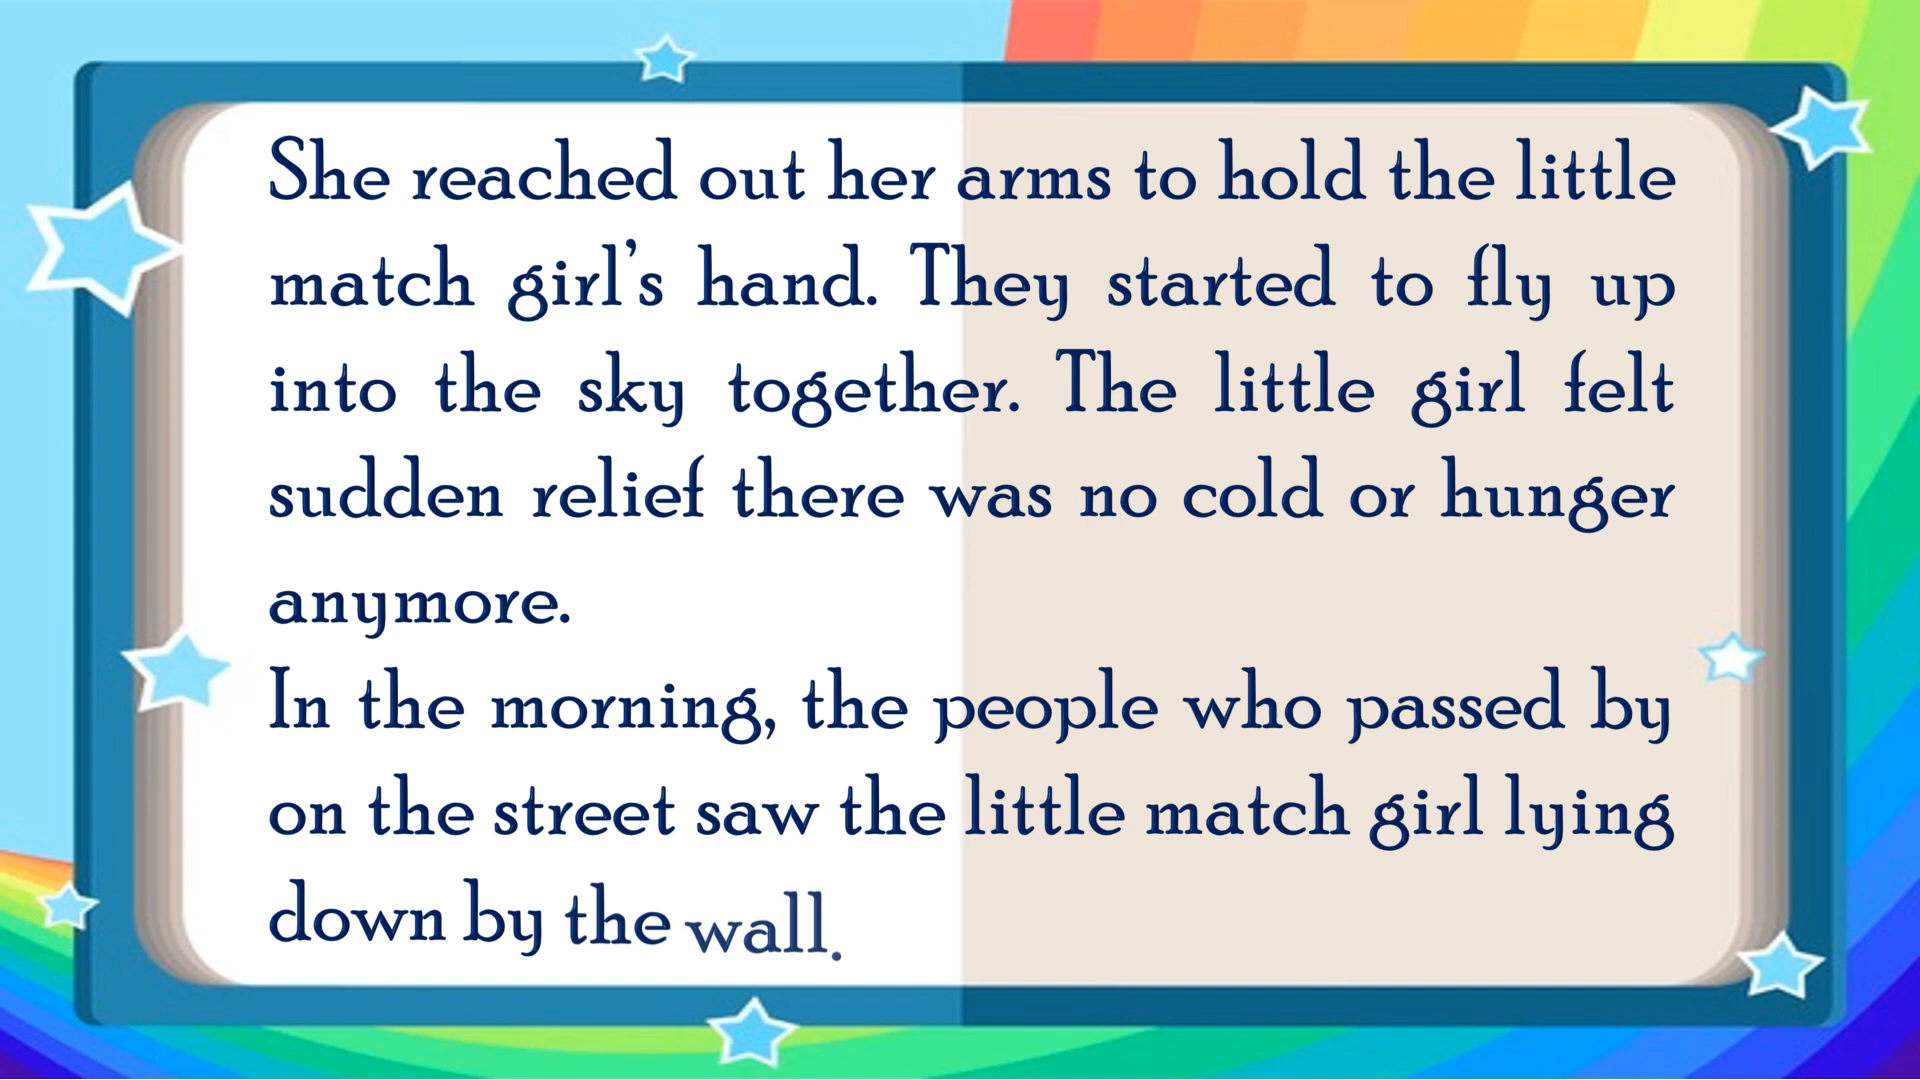 She reached out her arms to hold the little
match girl’s hand. They started to fly up
into the sky together. The little girl felt
sudden relief there was no cold or hunger
anymore.
In the morning, the people who passed by
on the street saw the little match girl lying
down by the wall.